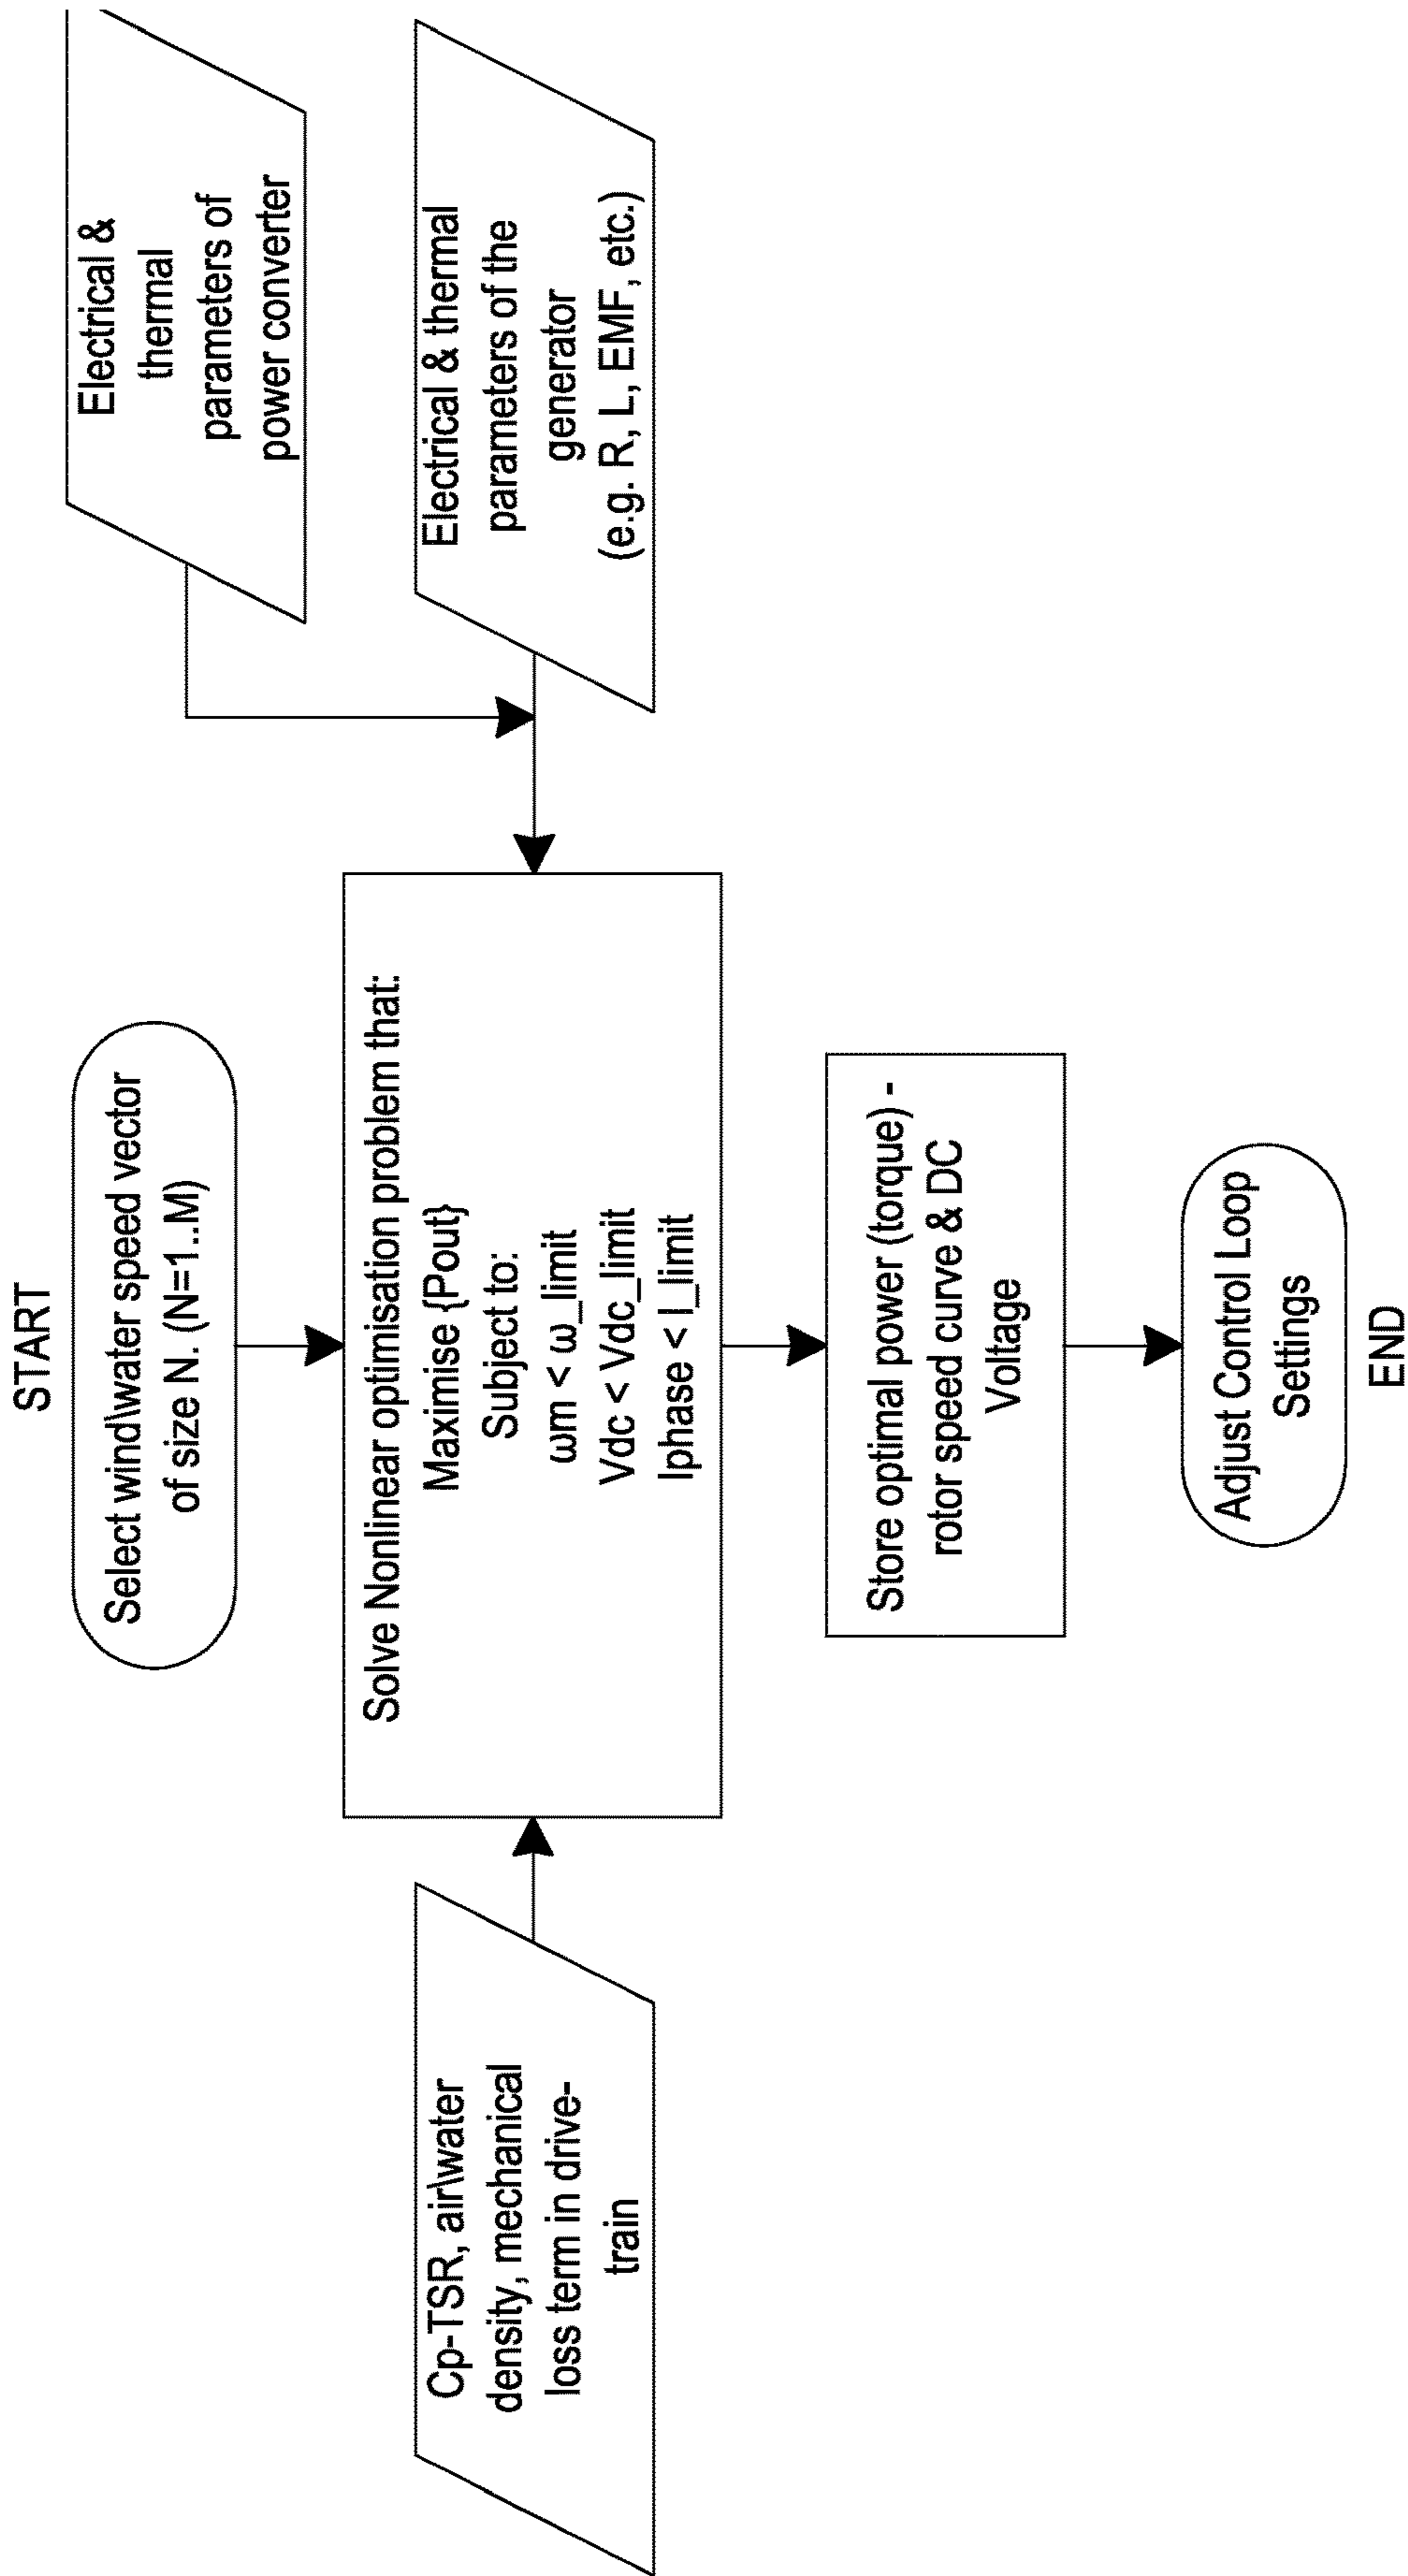 START
Select wind\water speed vector
of size N. (N=1..M)
Electrical &
thermal
parameters of
power converter
Cp-TSR, air\water
density, mechanical
loss term in drive-
train
Solve Nonlinear optimisation problem that:
Maximise {Pout}
Subject to:
ωm < ω_limit
Vdc < Vdc_limit
Iphase < I_limit
Electrical & thermal
parameters of the
generator
(e.g. R, L, EMF, etc.)
Store optimal power (torque) -
rotor speed curve & DC
Voltage
Adjust Control Loop
Settings
END